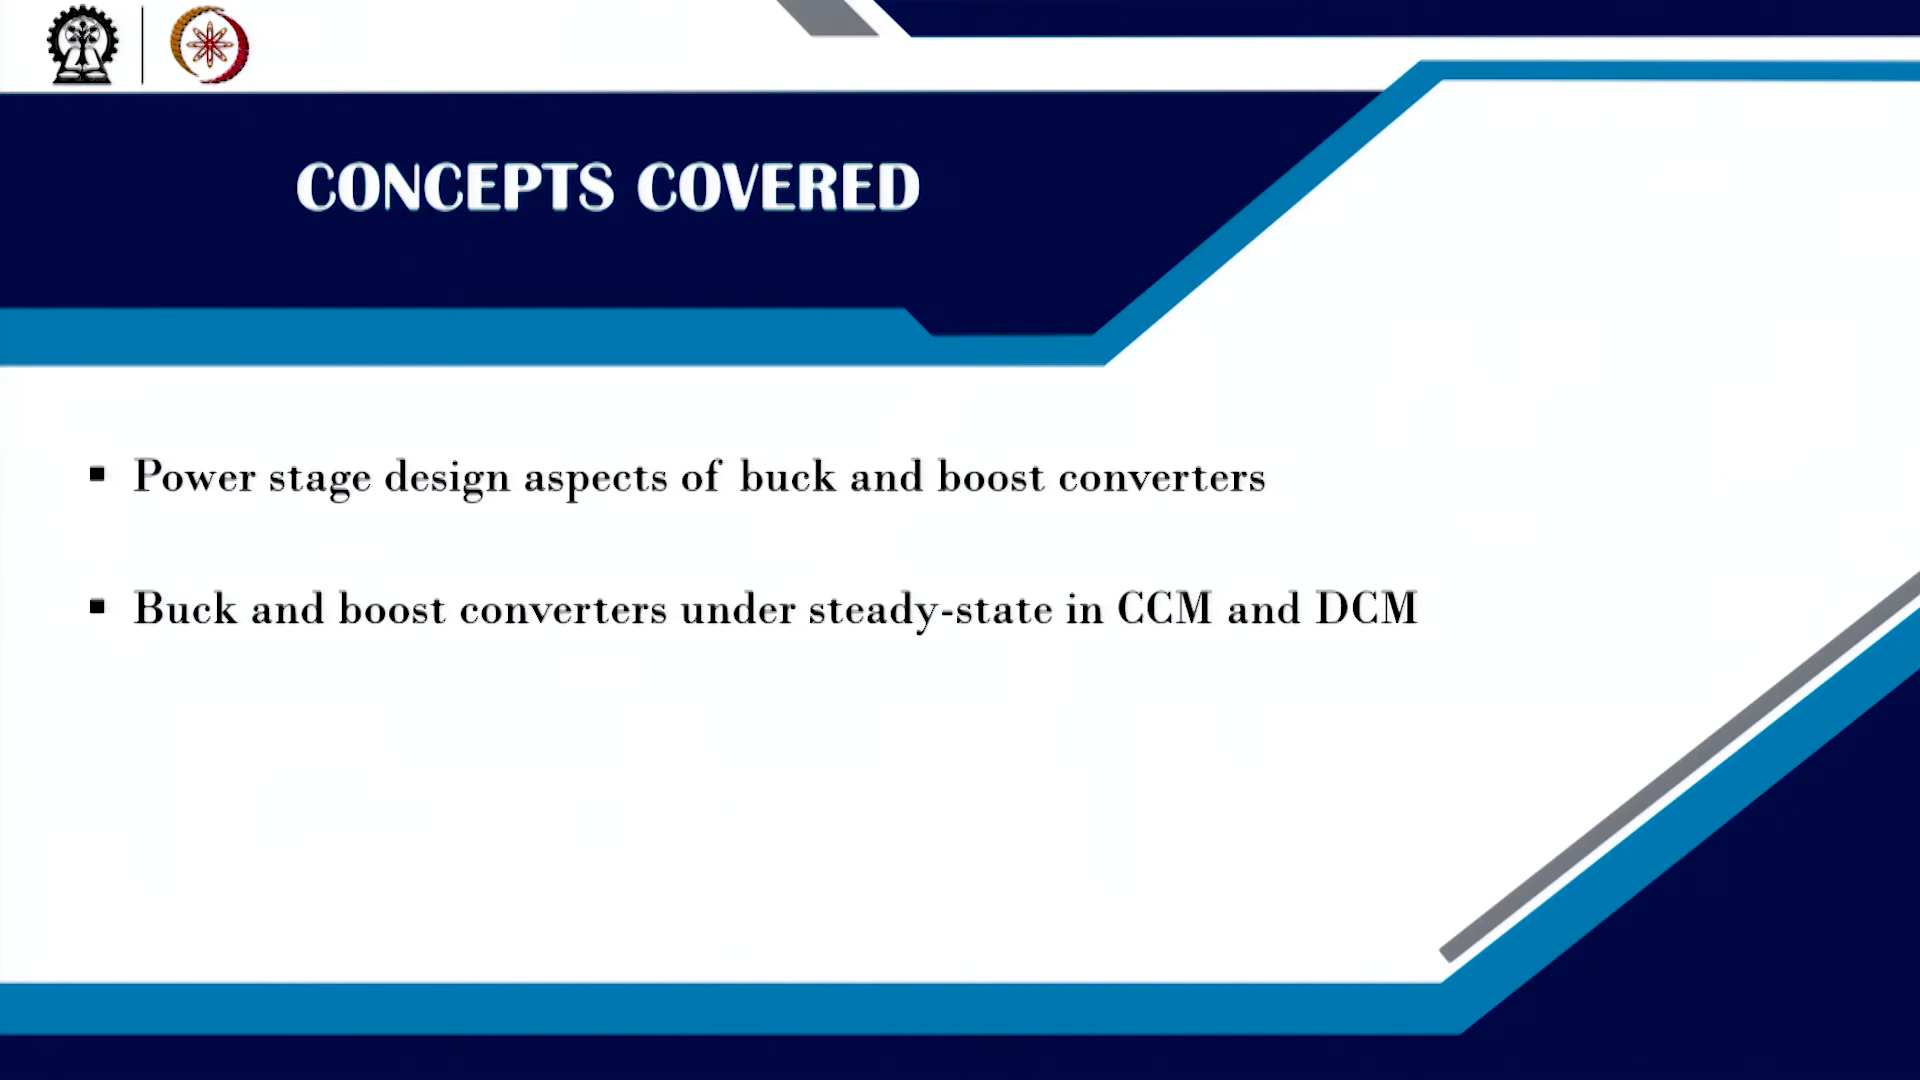 CONCEPTS COVERED
▪ Power stage design aspects of buck and boost converters
▪ Buck and boost converters under steady-state in CCM and DCM